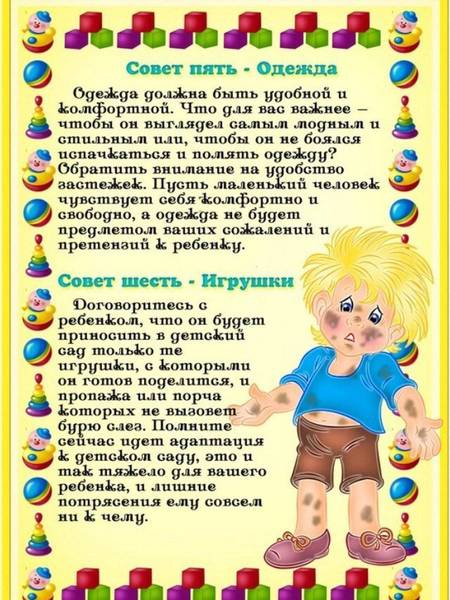 Совет пять - Одежда
Одежда должна быть удобной и
комфортной. Что для вас важнее –
чтобы он выглядел самым модным и
стильным или, чтобы он не боялся
испачкаться и помять одежду?
Обратить внимание на удобство
застежек. Пусть маленький человек
чувствует себя комфортно и
свободно, а одежда не будет
предметом ваших сожалений и
претензий к ребенку.
Совет шесть - Игрушки
Договоритесь с
ребенком, что он будет
приносить в детский
сад только те
игрушки, с которыми
он готов поделится, и
пропажа или порча
которых не вызовет
бурю слез. Помните
сейчас идет адаптация
к детском саду, это и
так тяжело для вашего
ребенка, и лишние
потрясения ему совсем
ни к чему.